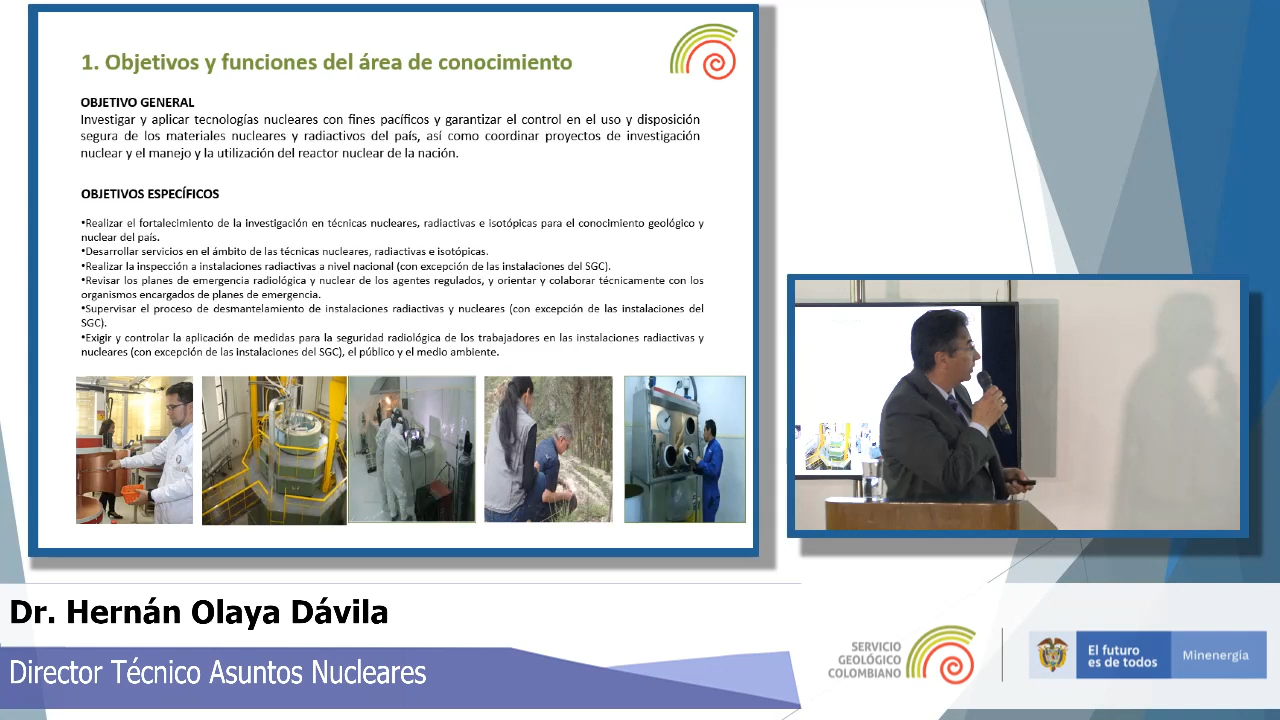 1. Objetivos y funciones del área de conocimiento
OBJETIVO GENERAL
Investigar y aplicar tecnologías nucleares con fines pacíficos y garantizar el control en el uso y disposición
segura de los materiales nucleares y radiactivos del país, así como coordinar proyectos de investigación
nuclear y el manejo y la utilización del reactor nuclear de la nación.
OBJETIVOS ESPECÍFICOS
•Realizar el fortalecimiento de la investigación en técnicas nucleares, radiactivas e isotópicas para el conocimiento geológico y
nuclear del país.
•Desarrollar servicios en el ámbito de las técnicas nucleares, radiactivas e isotópicas.
•Realizar la inspección a instalaciones radiactivas a nivel nacional (con excepción de las instalaciones del SGC).
•Revisar los planes de emergencia radiológica y nuclear de los agentes regulados, y orientar y colaborar técnicamente con los
organismos encargados de planes de emergencia.
•Supervisar el proceso de desmantelamiento de instalaciones radiactivas y nucleares (con excepción de las instalaciones del
SGC).
•Exigir y controlar la aplicación de medidas para la seguridad radiológica de los trabajadores en las instalaciones radiactivas y
nucleares (con excepción de las instalaciones del SGC), el público y el medio ambiente.
Dr. Hernán Olaya Dávila
Director Técnico Asuntos Nucleares
SERVICIO
GEOLÓGICO
COLOMBIANO
El futuro
es de todos
Minenergía